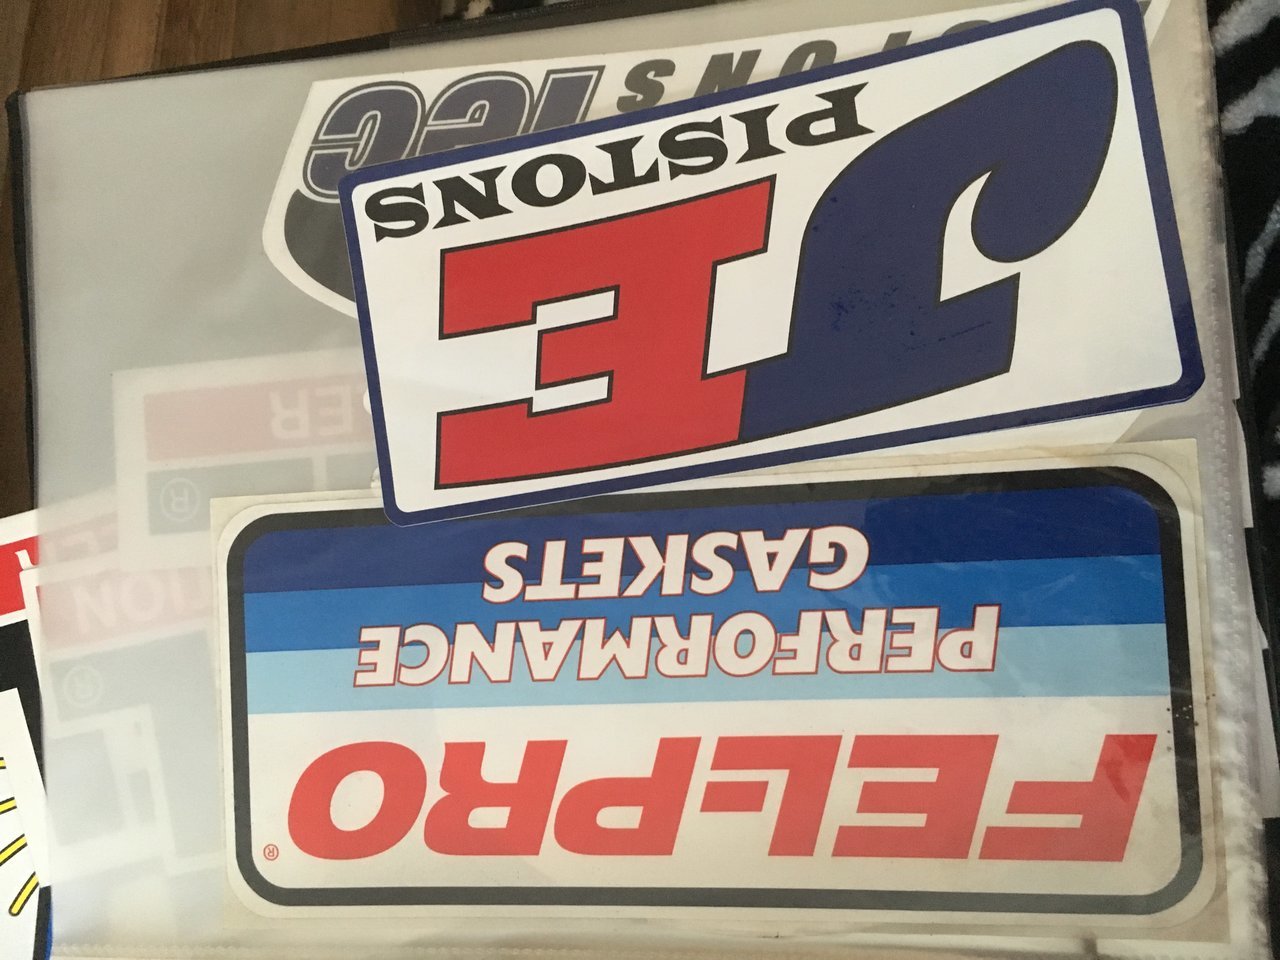 FEL-PRO®
PERFORMANCE
GASKETS
JE
PISTONS